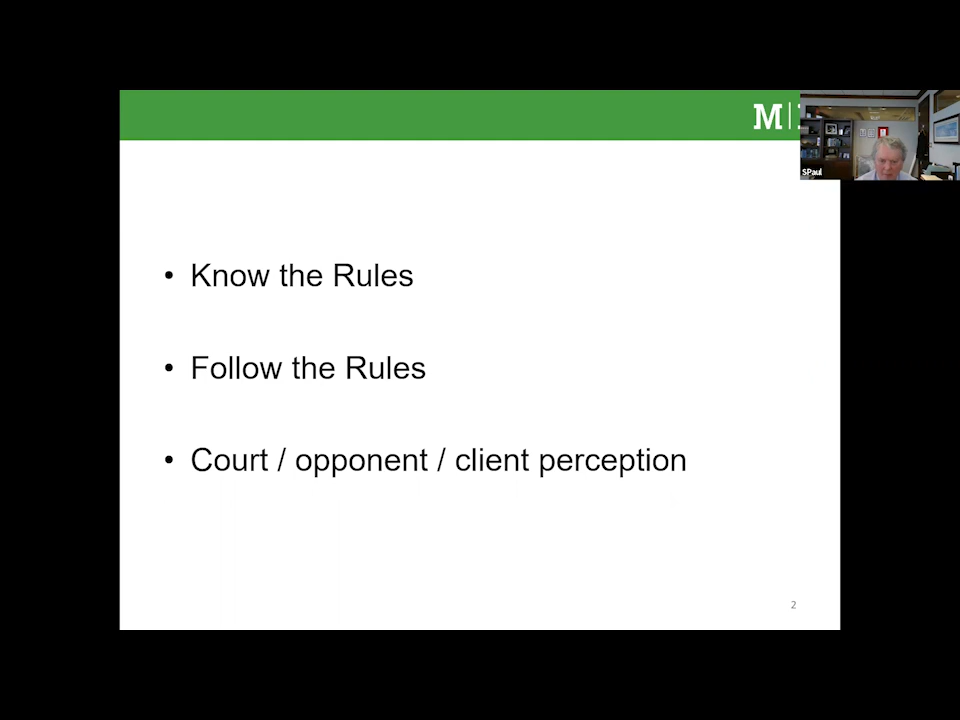 M|
SPaul
• Know the Rules
• Follow the Rules
• Court / opponent / client perception
2